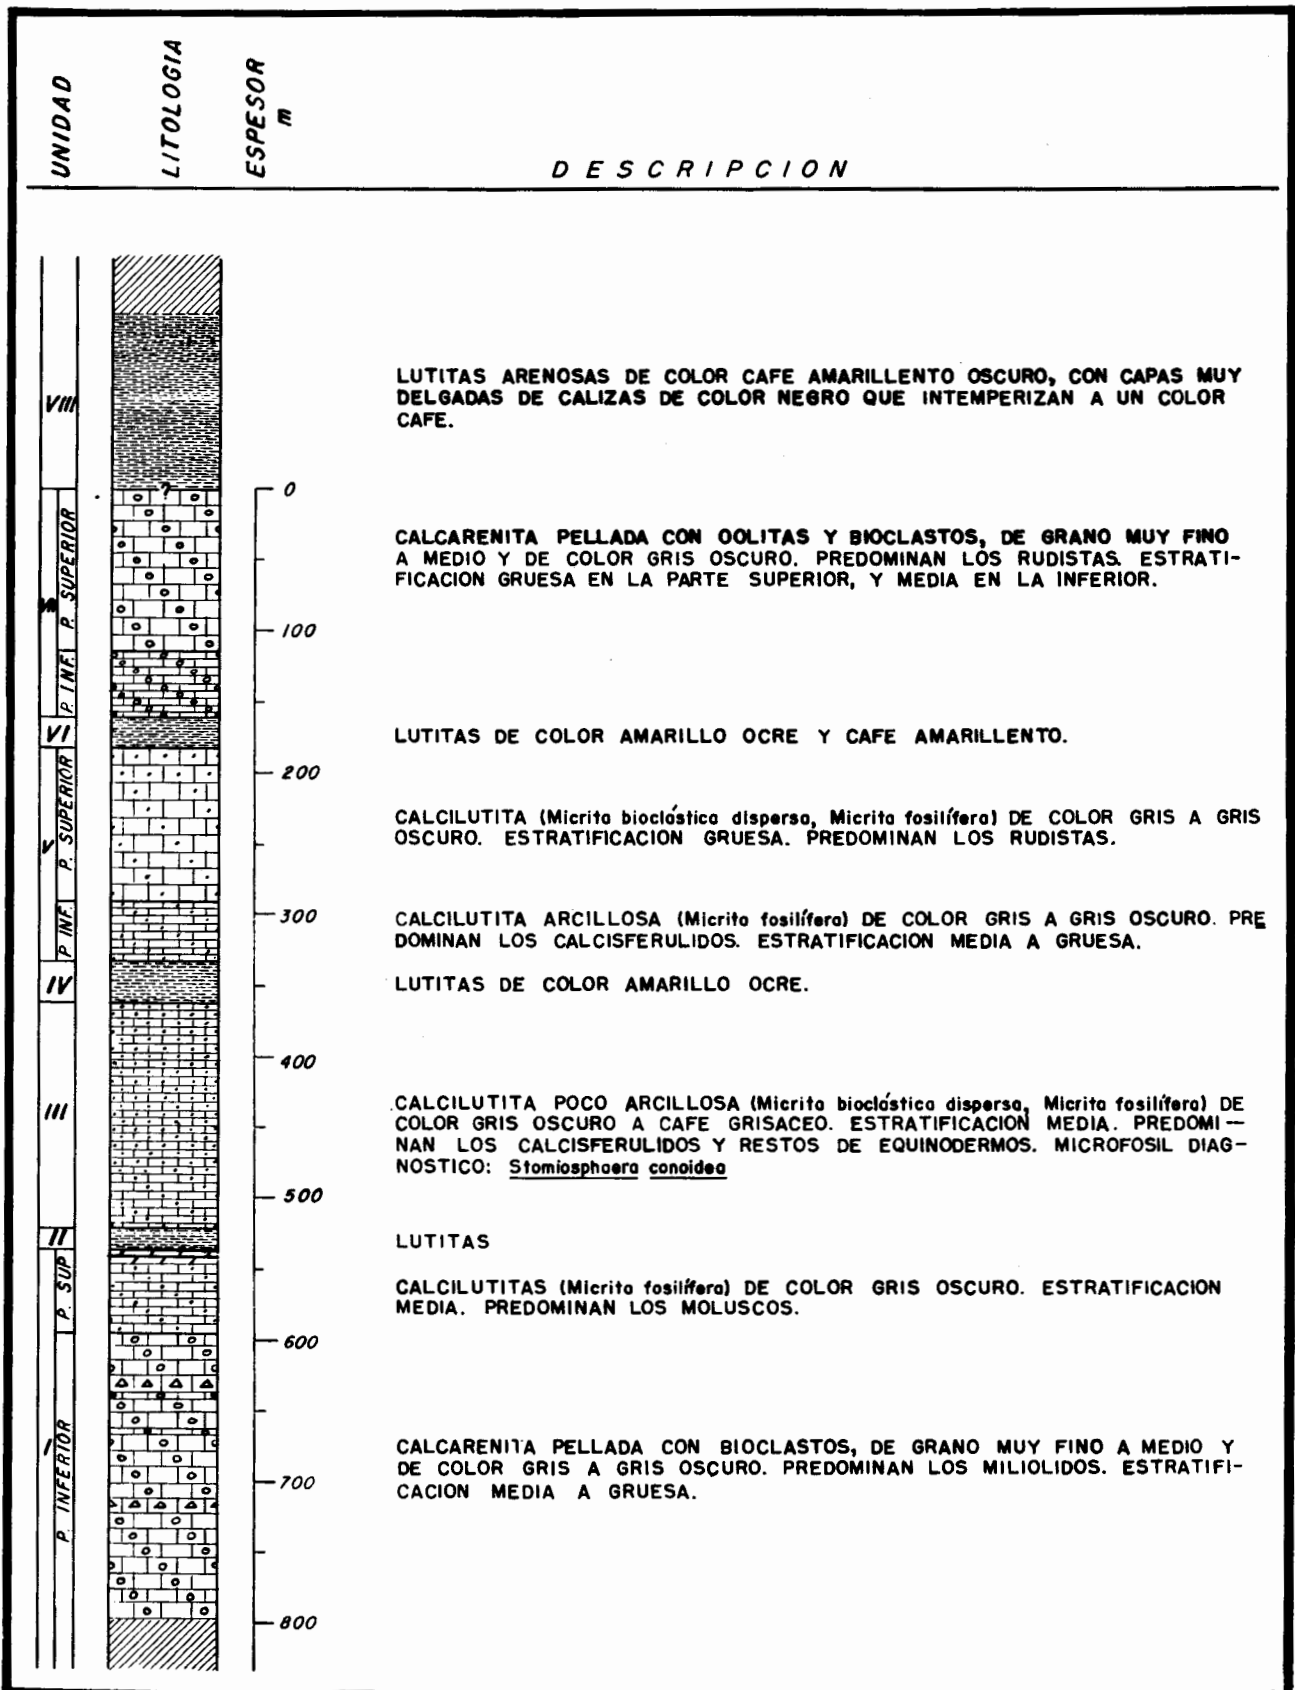 UNIDAD
LITOLOGIA
ESPESOR
m
DESCRIPCION
VIII
LUTITAS ARENOSAS DE COLOR CAFE AMARILLENTO OSCURO, CON CAPAS MUY
DELGADAS DE CALIZAS DE COLOR NEGRO QUE INTEMPERIZAN A UN COLOR
CAFE.
?
0
VII
P. SUPERIOR
CALCARENITA PELLADA CON OOLITAS Y BIOCLASTOS, DE GRANO MUY FINO
A MEDIO Y DE COLOR GRIS OSCURO. PREDOMINAN LOS RUDISTAS. ESTRATI-
FICACION GRUESA EN LA PARTE SUPERIOR, Y MEDIA EN LA INFERIOR.
100
P. INF.
VI
LUTITAS DE COLOR AMARILLO OCRE Y CAFE AMARILLENTO.
200
V
P. SUPERIOR
CALCILUTITA (Micrita bioclástica dispersa, Micrita fosilífera) DE COLOR GRIS A GRIS
OSCURO. ESTRATIFICACION GRUESA. PREDOMINAN LOS RUDISTAS.
P INF.
300
CALCILUTITA ARCILLOSA (Micrita fosilífera) DE COLOR GRIS A GRIS OSCURO. PRE
DOMINAN LOS CALCISFERULIDOS. ESTRATIFICACION MEDIA A GRUESA.
IV
LUTITAS DE COLOR AMARILLO OCRE.
400
III
CALCILUTITA POCO ARCILLOSA (Micrita bioclástica dispersa, Micrita fosilífera) DE
COLOR GRIS OSCURO A CAFE GRISACEO. ESTRATIFICACION MEDIA. PREDOMI-
NAN LOS CALCISFERULIDOS Y RESTOS DE EQUINODERMOS. MICROFOSIL DIAG-
NOSTICO: Stomiosphaera conoidea
500
II
LUTITAS
P. SUP
CALCILUTITAS (Micrita fosilífera) DE COLOR GRIS OSCURO. ESTRATIFICACION
MEDIA. PREDOMINAN LOS MOLUSCOS.
600
I
P. INFERIOR
CALCARENITA PELLADA CON BIOCLASTOS, DE GRANO MUY FINO A MEDIO Y
DE COLOR GRIS A GRIS OSCURO. PREDOMINAN LOS MILIOLIDOS. ESTRATIFI-
CACION MEDIA A GRUESA.
700
800